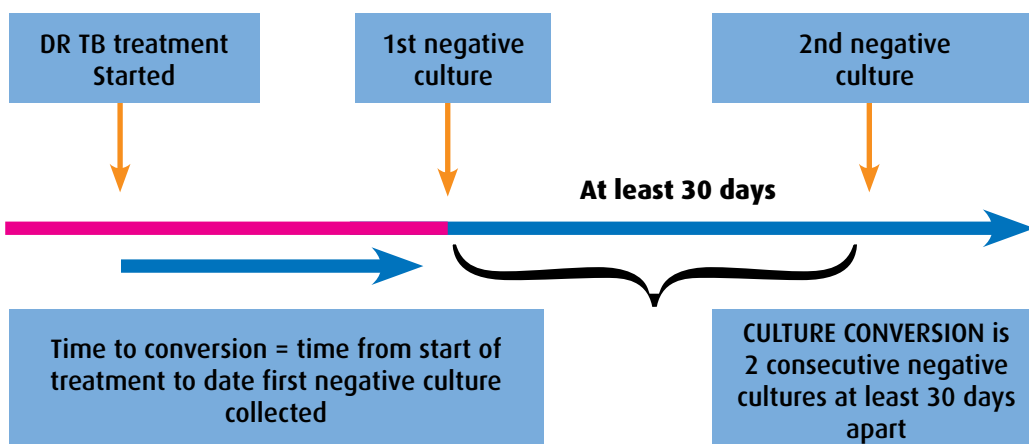 DR TB treatment
Started
1st negative
culture
2nd negative
culture
At least 30 days
Time to conversion = time from start of
treatment to date first negative culture
collected
CULTURE CONVERSION is
2 consecutive negative
cultures at least 30 days
apart